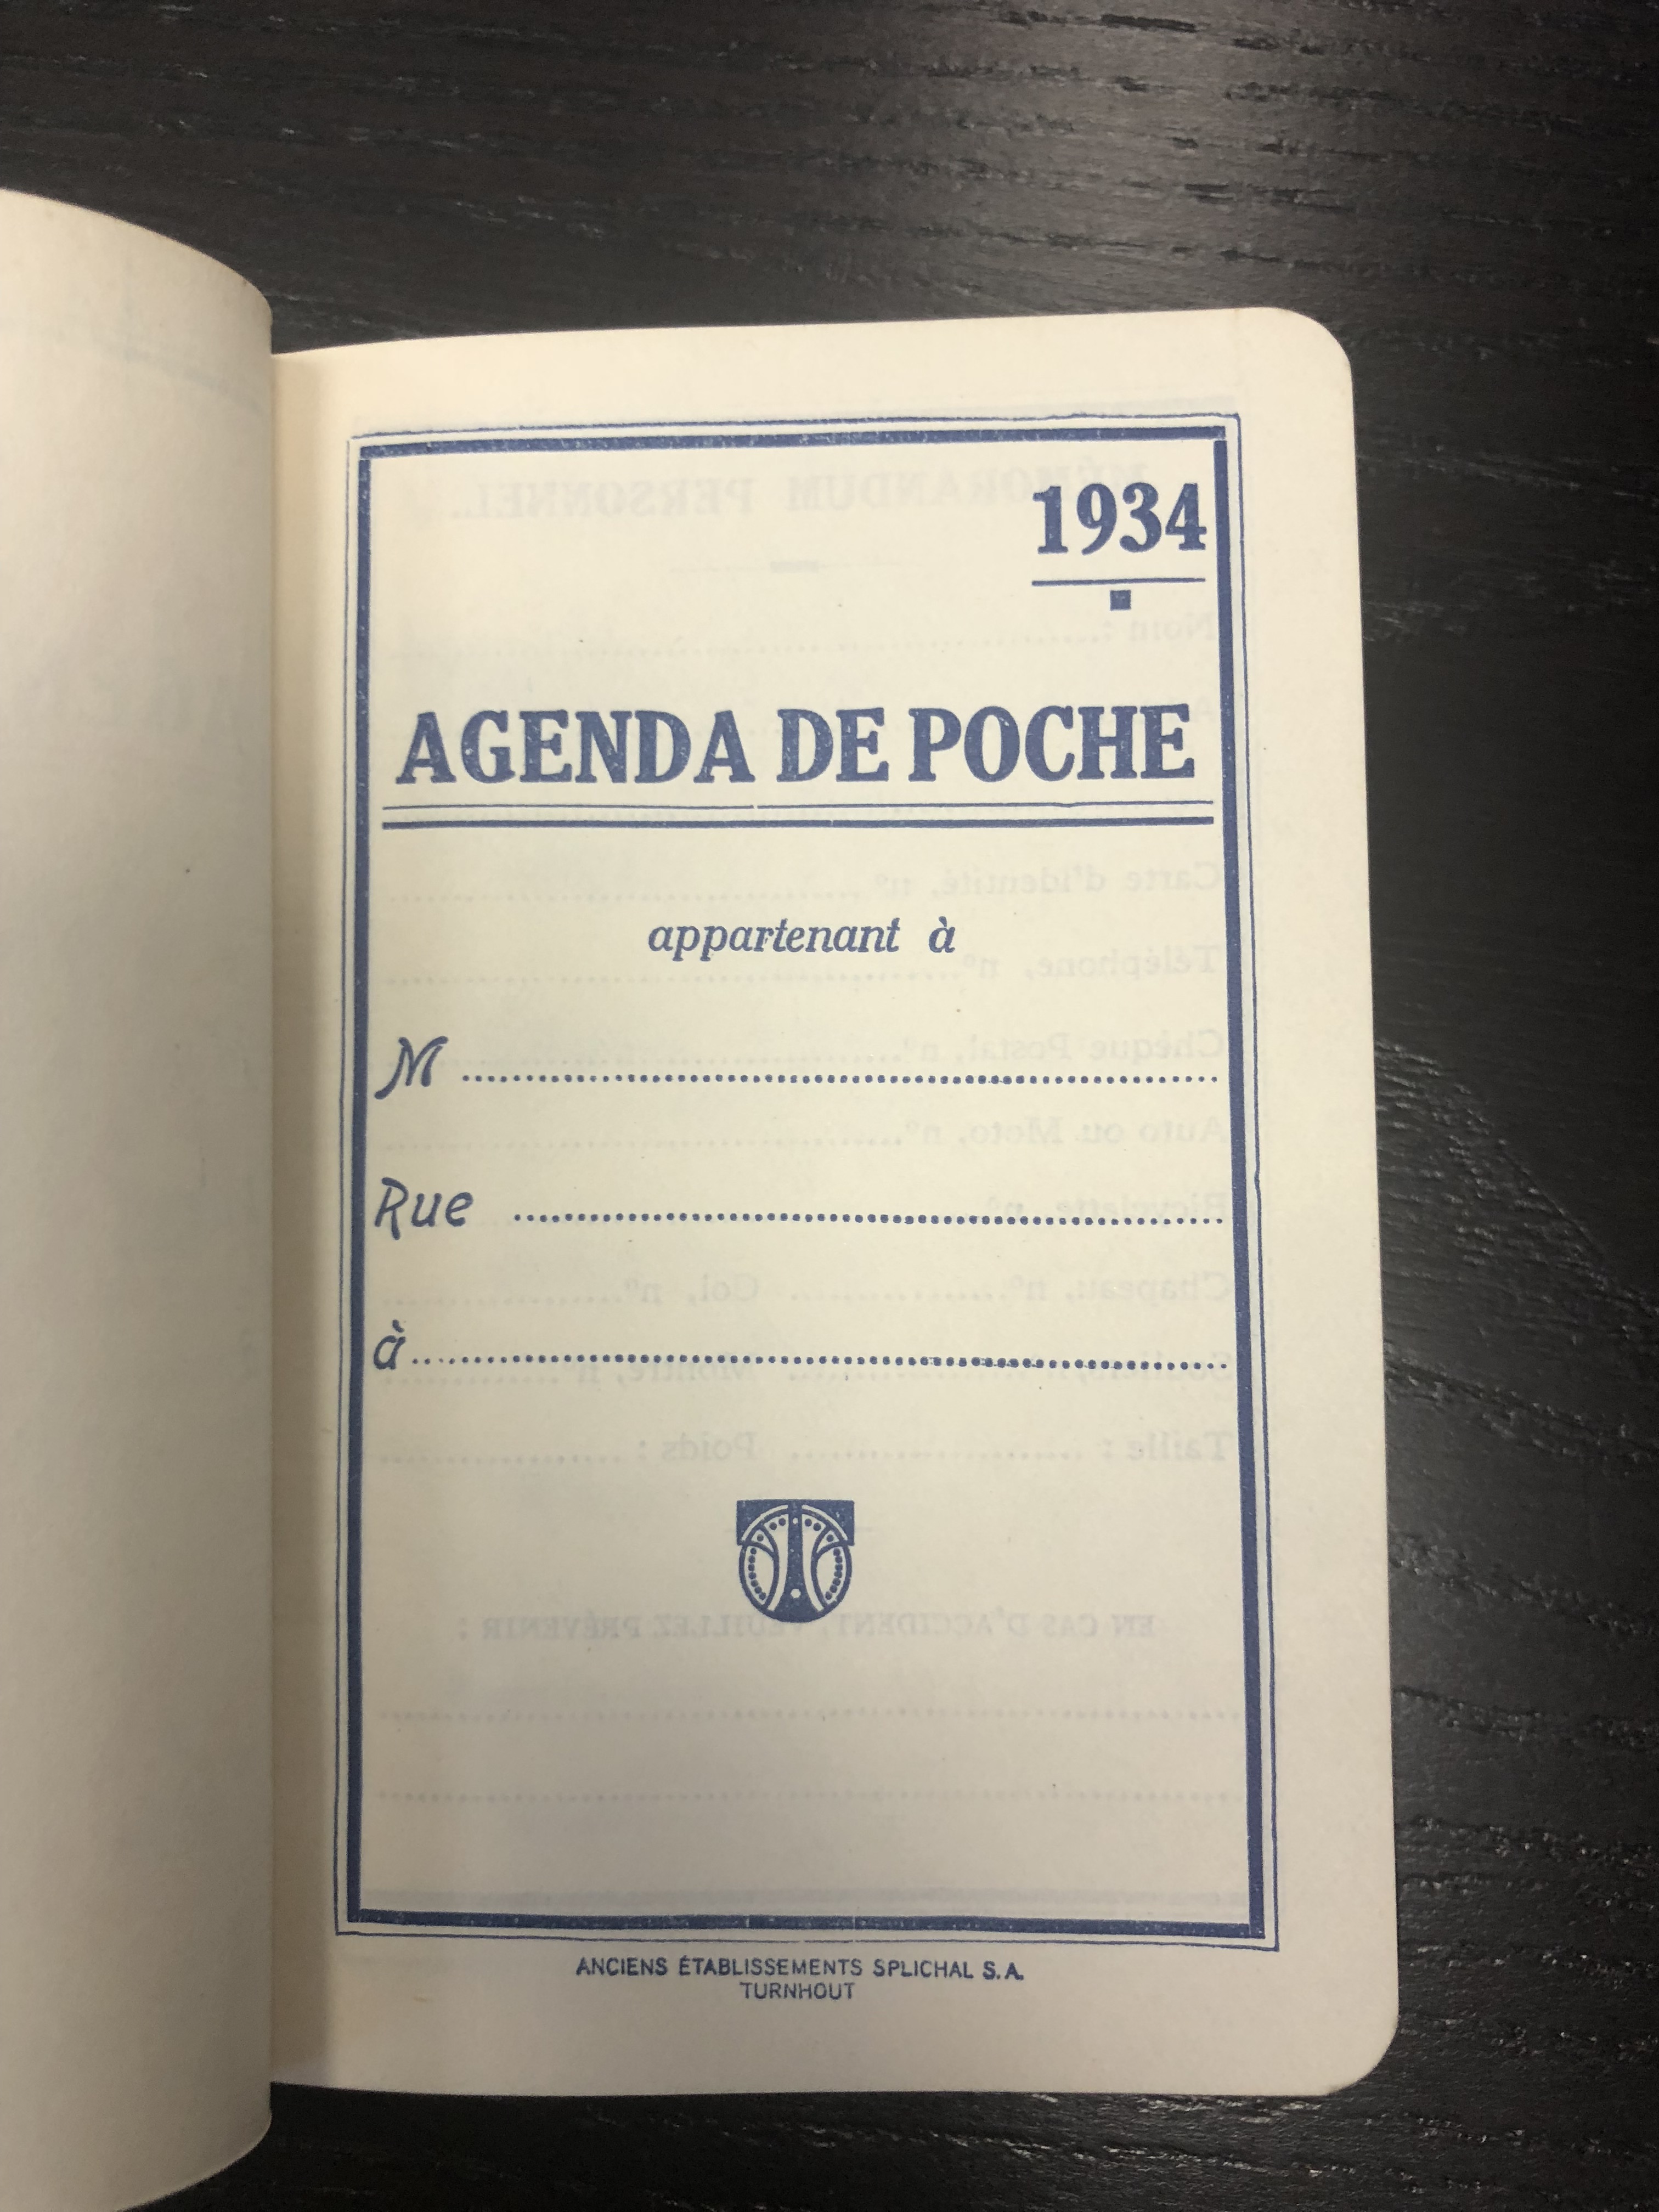 1934
AGENDA DE POCHE
appartenant à
M
Rue
à
ANCIENS ÉTABLISSEMENTS SPLICHAL S.A.
TURNHOUT